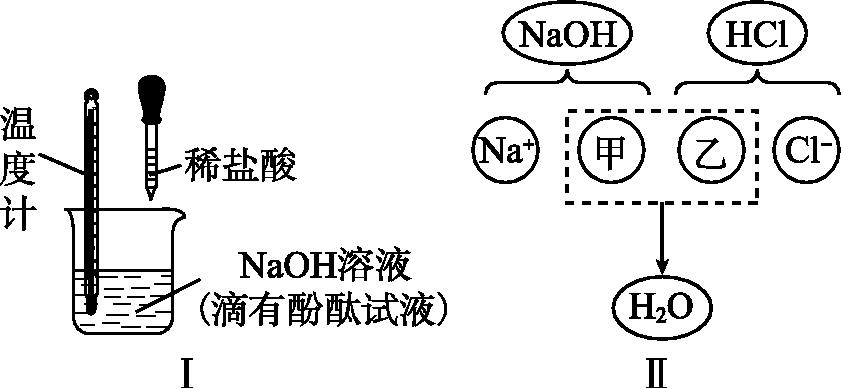 温度计
稀盐酸
NaOH溶液
(滴有酚酞试液)
Ⅰ
NaOH
HCl
Na⁺
甲
乙
Cl⁻
H₂O
Ⅱ